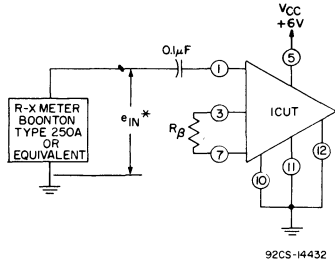 VCC
+6V
0.1µF
1
5
R-X METER
BOONTON
TYPE 250A
OR
EQUIVALENT
eIN*
Rβ
3
7
ICUT
10
11
12
92CS-14432